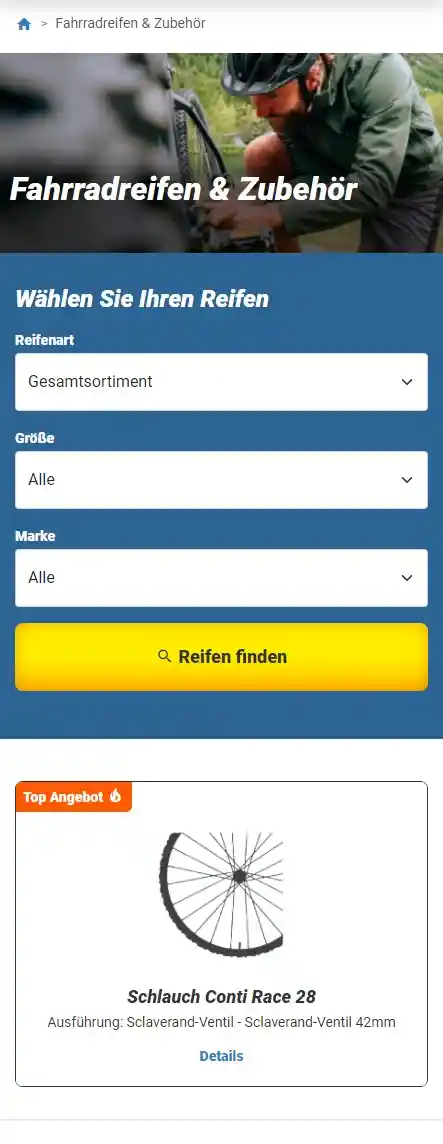 > Fahrradreifen & Zubehör
Fahrradreifen & Zubehör
Wählen Sie Ihren Reifen
Reifenart
Gesamtsortiment
Größe
Alle
Marke
Alle
Reifen finden
Top Angebot
Schlauch Conti Race 28
Ausführung: Sclaverand-Ventil - Sclaverand-Ventil 42mm
Details